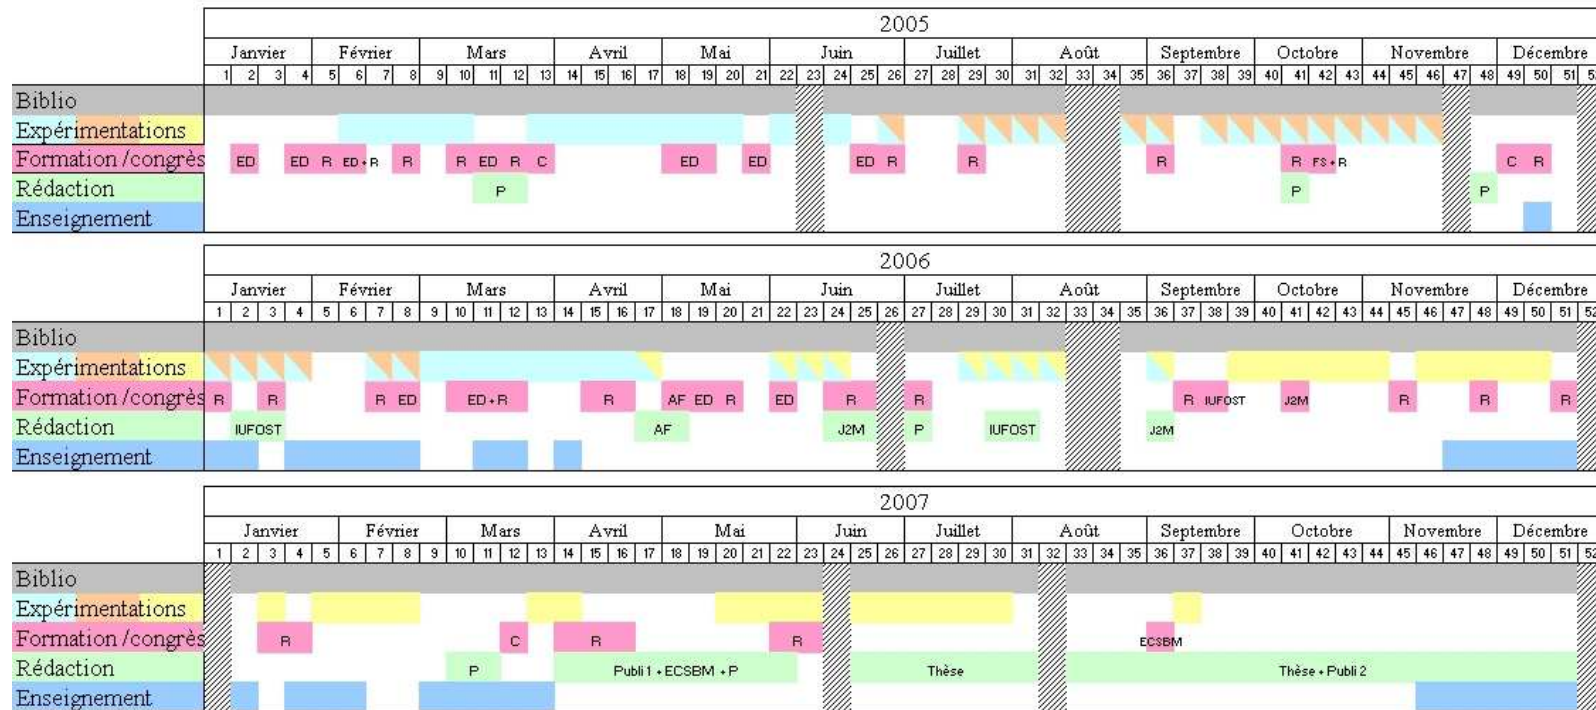 2005
Janvier Février Mars Avril Mai Juin Juillet Août Septembre Octobre Novembre Décembre
1 2 3 4 5 6 7 8 9 10 11 12 13 14 15 16 17 18 19 20 21 22 23 24 25 26 27 28 29 30 31 32 33 34 35 36 37 38 39 40 41 42 43 44 45 46 47 48 49 50 51 52
Biblio
Expérimentations
Formation /congrès ED ED R ED + R R R ED R C ED ED ED R R R R FS + R C R
Rédaction P P P
Enseignement
2006
Janvier Février Mars Avril Mai Juin Juillet Août Septembre Octobre Novembre Décembre
1 2 3 4 5 6 7 8 9 10 11 12 13 14 15 16 17 18 19 20 21 22 23 24 25 26 27 28 29 30 31 32 33 34 35 36 37 38 39 40 41 42 43 44 45 46 47 48 49 50 51 52
Biblio
Expérimentations
Formation /congrès R R R ED ED + R R AF ED R ED R R R IUFOST J2M R R R
Rédaction IUFOST AF J2M P IUFOST J2M
Enseignement
2007
Janvier Février Mars Avril Mai Juin Juillet Août Septembre Octobre Novembre Décembre
1 2 3 4 5 6 7 8 9 10 11 12 13 14 15 16 17 18 19 20 21 22 23 24 25 26 27 28 29 30 31 32 33 34 35 36 37 38 39 40 41 42 43 44 45 46 47 48 49 50 51 52
Biblio
Expérimentations
Formation /congrès R C R R ECSBM
Rédaction P Publi 1 + ECSBM + P Thèse Thèse + Publi 2
Enseignement